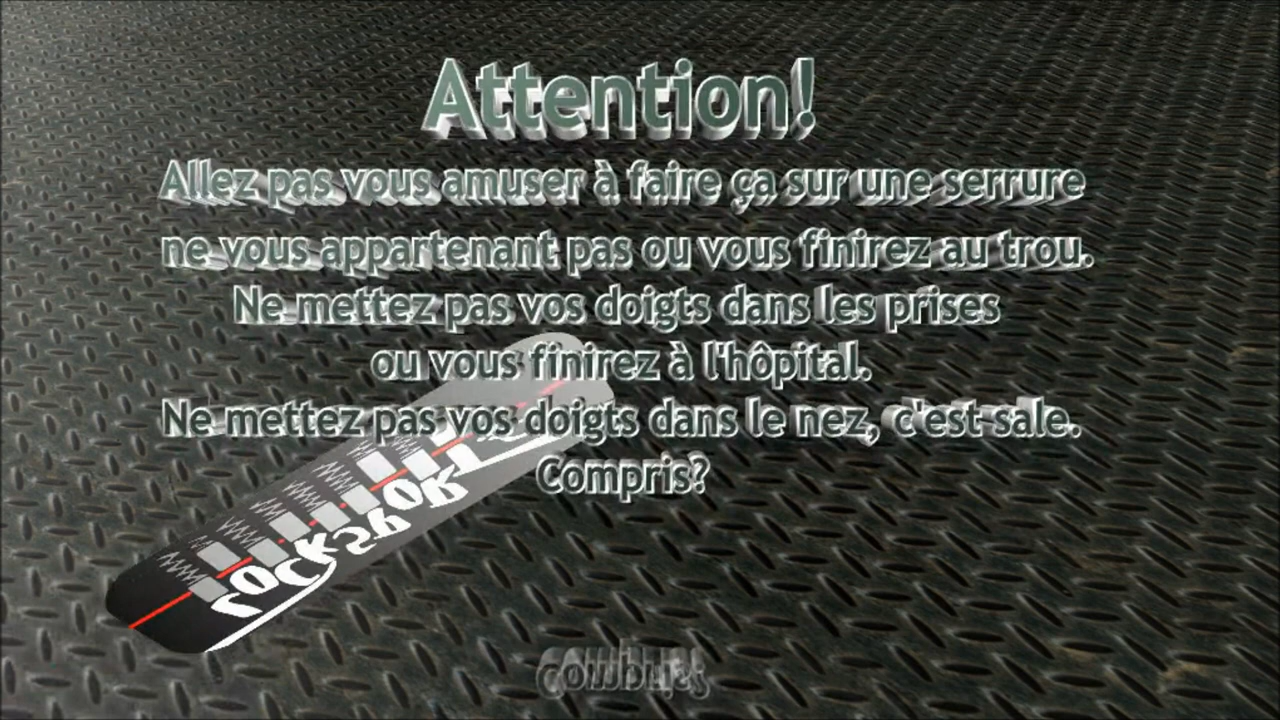 Attention!
Allez pas vous amuser à faire ça sur une serrure
ne vous appartenant pas ou vous finirez au trou.
Ne mettez pas vos doigts dans les prises
ou vous finirez à l'hôpital.
Ne mettez pas vos doigts dans le nez, c'est sale.
Compris?
LOCKSPORT